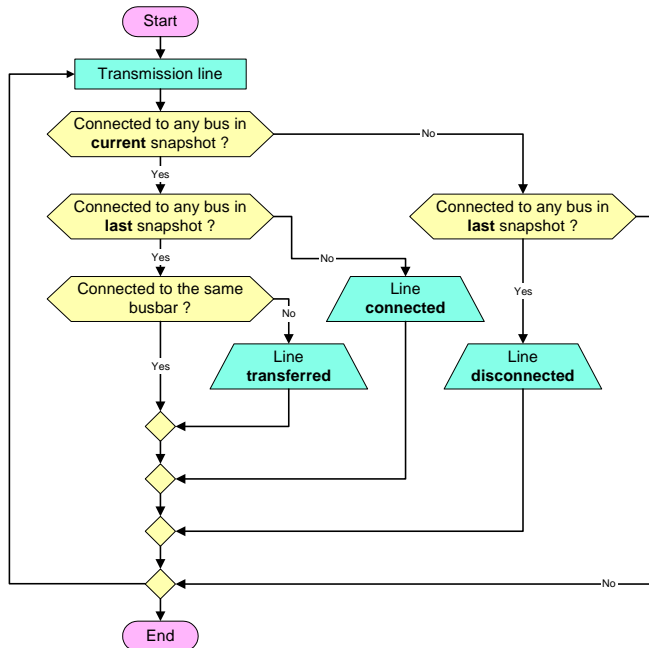 Start
Transmission line
Connected to any bus in
current snapshot ?
No
Yes
Connected to any bus in
last snapshot ?
Connected to any bus in
last snapshot ?
Yes
No
Connected to the same
busbar ?
Line
connected
Yes
No
Line
transferred
Yes
Line
disconnected
No
End